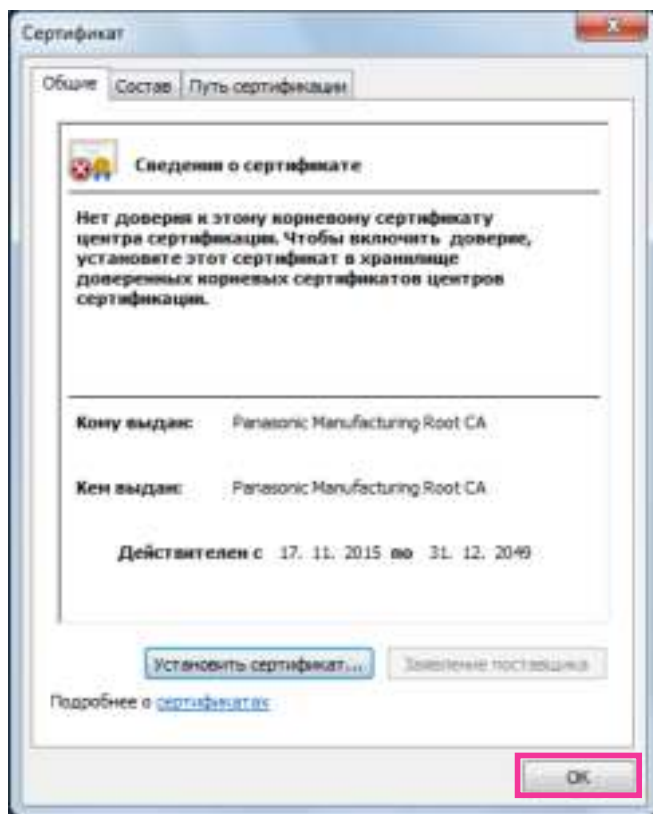 Сертификат
Общие Состав Путь сертификации
Сведения о сертификате
Нет доверия к этому корневому сертификату
центра сертификации. Чтобы включить доверие,
установите этот сертификат в хранилище
доверенных корневых сертификатов центров
сертификации.
Кому выдан: Panasonic Manufacturing Root CA
Кем выдан: Panasonic Manufacturing Root CA
Действителен с 17. 11. 2015 по 31. 12. 2049
Установить сертификат... Заявление поставщика
Подробнее о сертификатах
OK